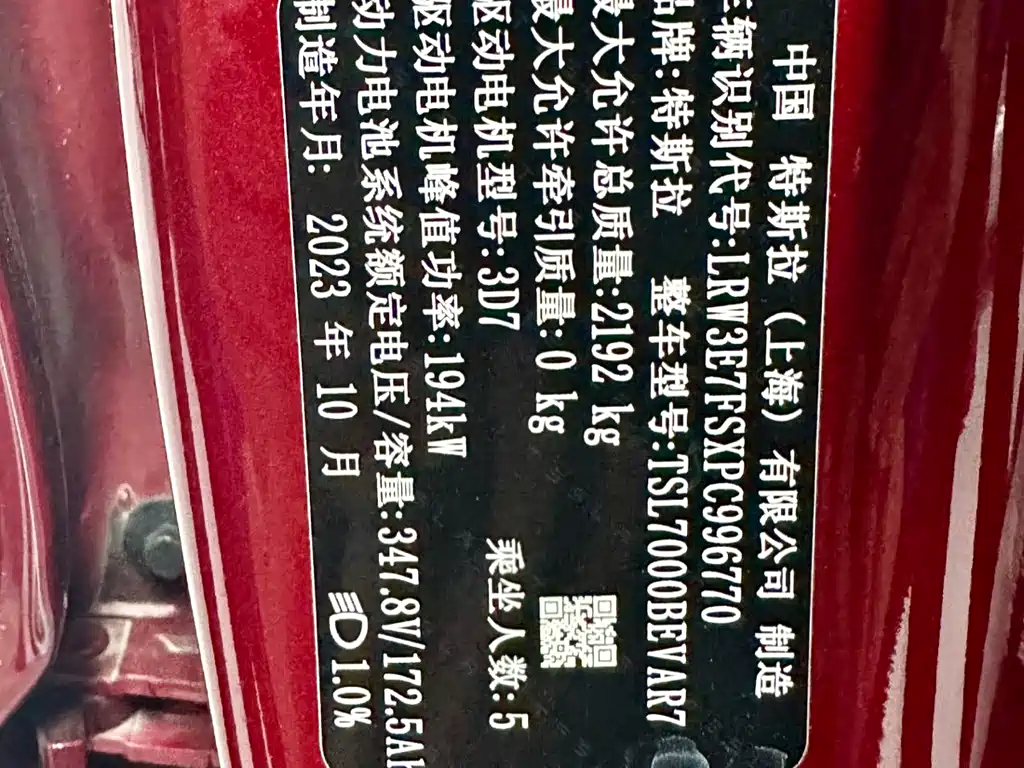 中国 特斯拉(上海)有限公司 制造
车辆识别代号:LRW3E7FSXPC996770
品牌:特斯拉 整车型号:TSL7000BEVAR7
最大允许总质量:2192 kg
最大允许牵引质量:0 kg
驱动电机型号:3D7 乘坐人数:5
驱动电机峰值功率:194kW
动力电池系统额定电压/容量:347.8V/172.5Ah
制造年月: 2023 年 10 月 1.0%